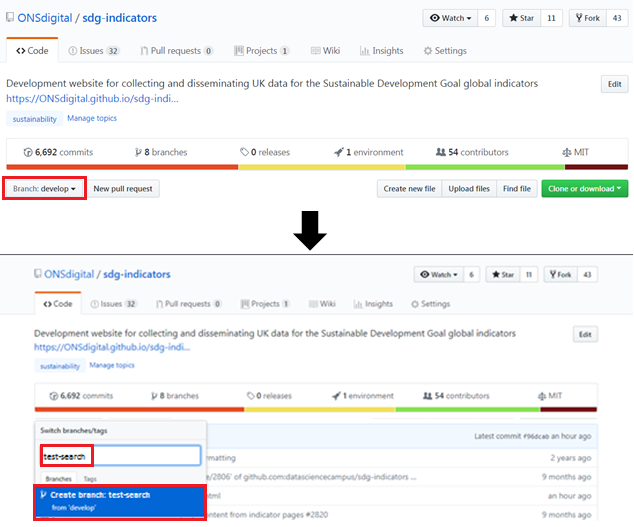 ONSdigital / sdg-indicators
Watch 6 Star 11 Fork 43
Code Issues 32 Pull requests 0 Projects 1 Wiki Insights Settings
Development website for collecting and disseminating UK data for the Sustainable Development Goal global indicators Edit
https://ONSdigital.github.io/sdg-indi...
sustainability Manage topics
6,692 commits 8 branches 0 releases 1 environment 54 contributors MIT
Branch: develop New pull request Create new file Upload files Find file Clone or download
ONSdigital / sdg-indicators
Watch 6 Star 11 Fork 43
Code Issues 32 Pull requests 0 Projects 1 Wiki Insights Settings
Development website for collecting and disseminating UK data for the Sustainable Development Goal global indicators Edit
https://ONSdigital.github.io/sdg-indi...
sustainability Manage topics
6,692 commits 8 branches 0 releases 1 environment 54 contributors MIT
Switch branches/tags
Latest commit an hour ago
test-search
rmatting 2 years ago
Branches Tags
e/2806' of github.com:datasciencecampus/sdg-indicators ... 9 months ago
Create branch: test-search
html an hour ago
from 'develop'
ontent from indicator pages #2820 9 months ago